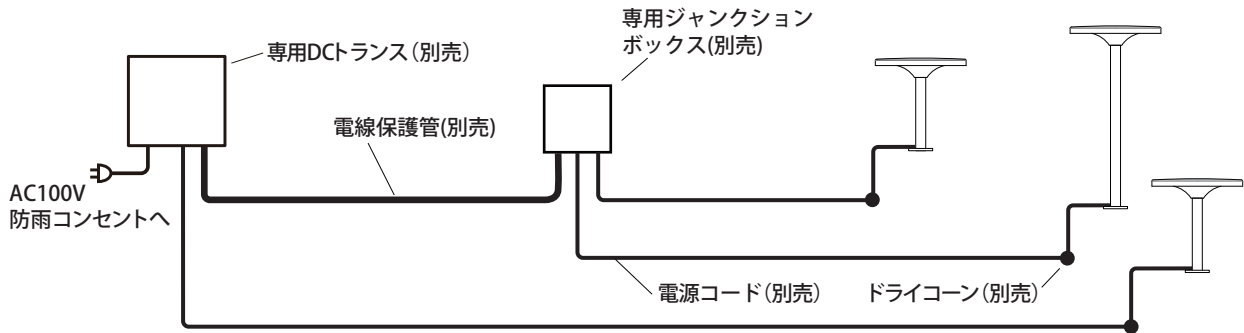 専用DCトランス（別売）
専用ジャンクション
ボックス(別売)
電線保護管(別売)
AC100V
防雨コンセントへ
電源コード（別売）
ドライコーン（別売）